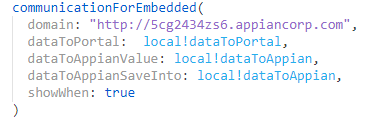 communicationForEmbedded(
domain: "http://5cg2434zs6.appiancorp.com",
dataToPortal: local!dataToPortal,
dataToAppianValue: local!dataToAppian,
dataToAppianSaveInto: local!dataToAppian,
showWhen: true
)